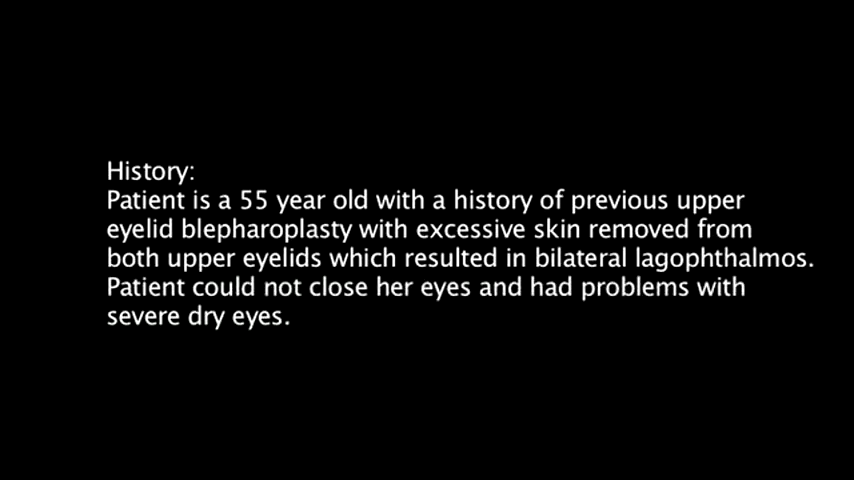 History:
Patient is a 55 year old with a history of previous upper
eyelid blepharoplasty with excessive skin removed from
both upper eyelids which resulted in bilateral lagophthalmos.
Patient could not close her eyes and had problems with
severe dry eyes.